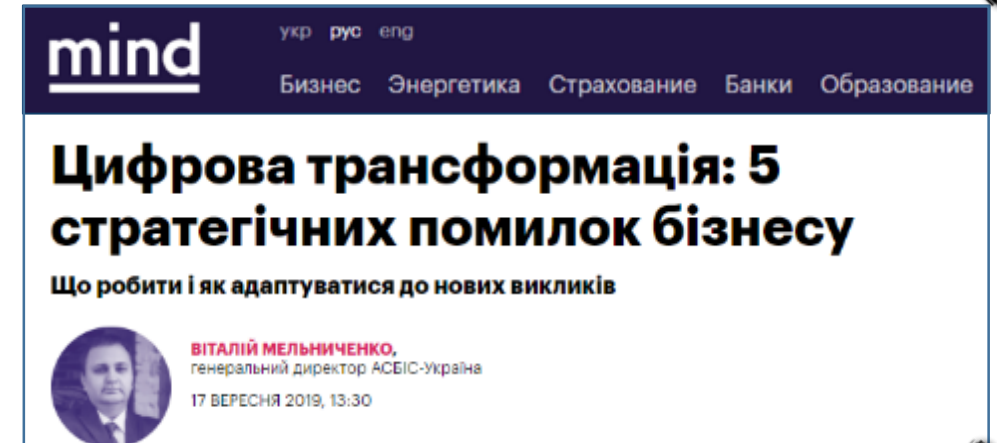 mind
укр рус eng
Бизнес Энергетика Страхование Банки Образование
Цифрова трансформація: 5
стратегічних помилок бізнесу
Що робити і як адаптуватися до нових викликів
ВІТАЛІЙ МЕЛЬНИЧЕНКО,
генеральний директор АСБІС-Україна
17 ВЕРЕСНЯ 2019, 13:30